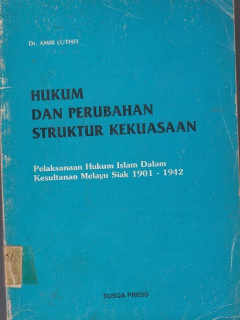 Dr. AMIR LUTHFI
HUKUM
DAN PERUBAHAN
STRUKTUR KEKUASAAN
Pelaksanaan Hukum Islam Dalam
Kesultanan Melayu Siak 1901 - 1942
SUSQA PRESS